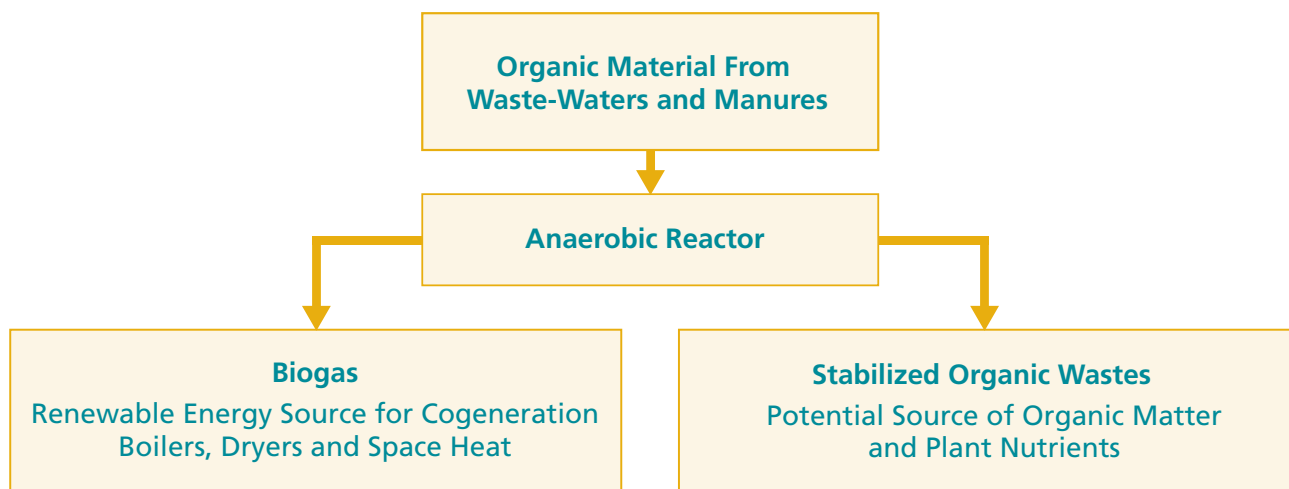 Organic Material From
Waste-Waters and Manures
Anaerobic Reactor
Biogas
Renewable Energy Source for Cogeneration
Boilers, Dryers and Space Heat
Stabilized Organic Wastes
Potential Source of Organic Matter
and Plant Nutrients